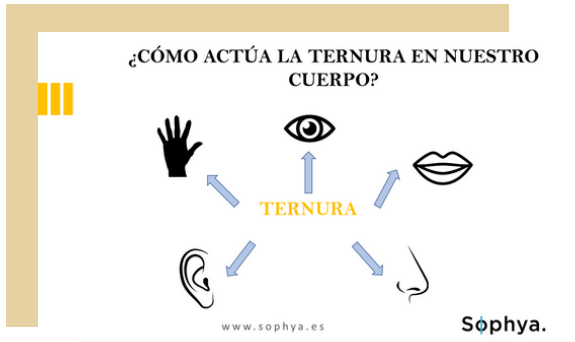 ¿CÓMO ACTÚA LA TERNURA EN NUESTRO
CUERPO?
TERNURA
www.sophya.es
Sophya.